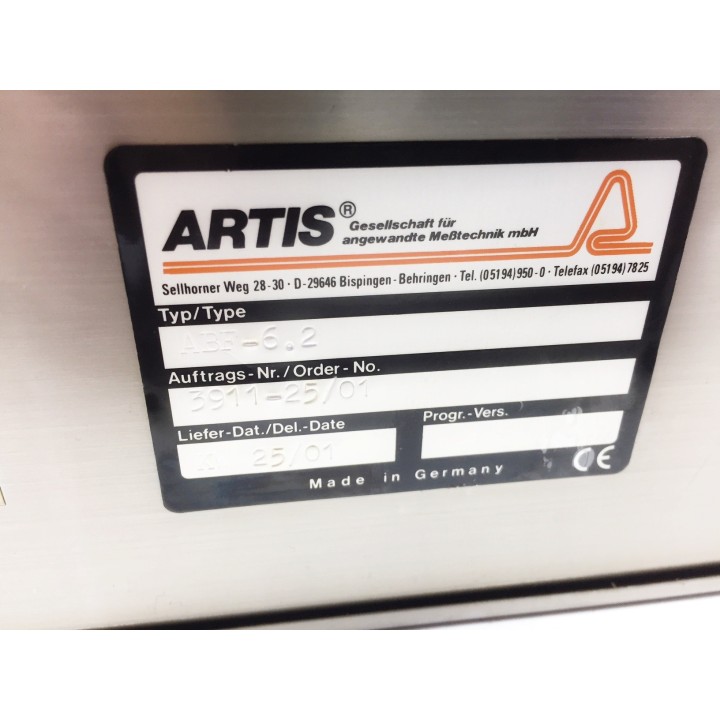 ARTIS® Gesellschaft für
angewandte Meßtechnik mbH
Sellhorner Weg 28-30 · D-29646 Bispingen-Behringen · Tel. (05194) 950-0 · Telefax (05194) 7825
Typ/Type
ABF-6.2
Auftrags-Nr./Order-No.
3911-25/01
Liefer-Dat./Del.-Date
Progr.-Vers.
25/01
CE
Made in Germany